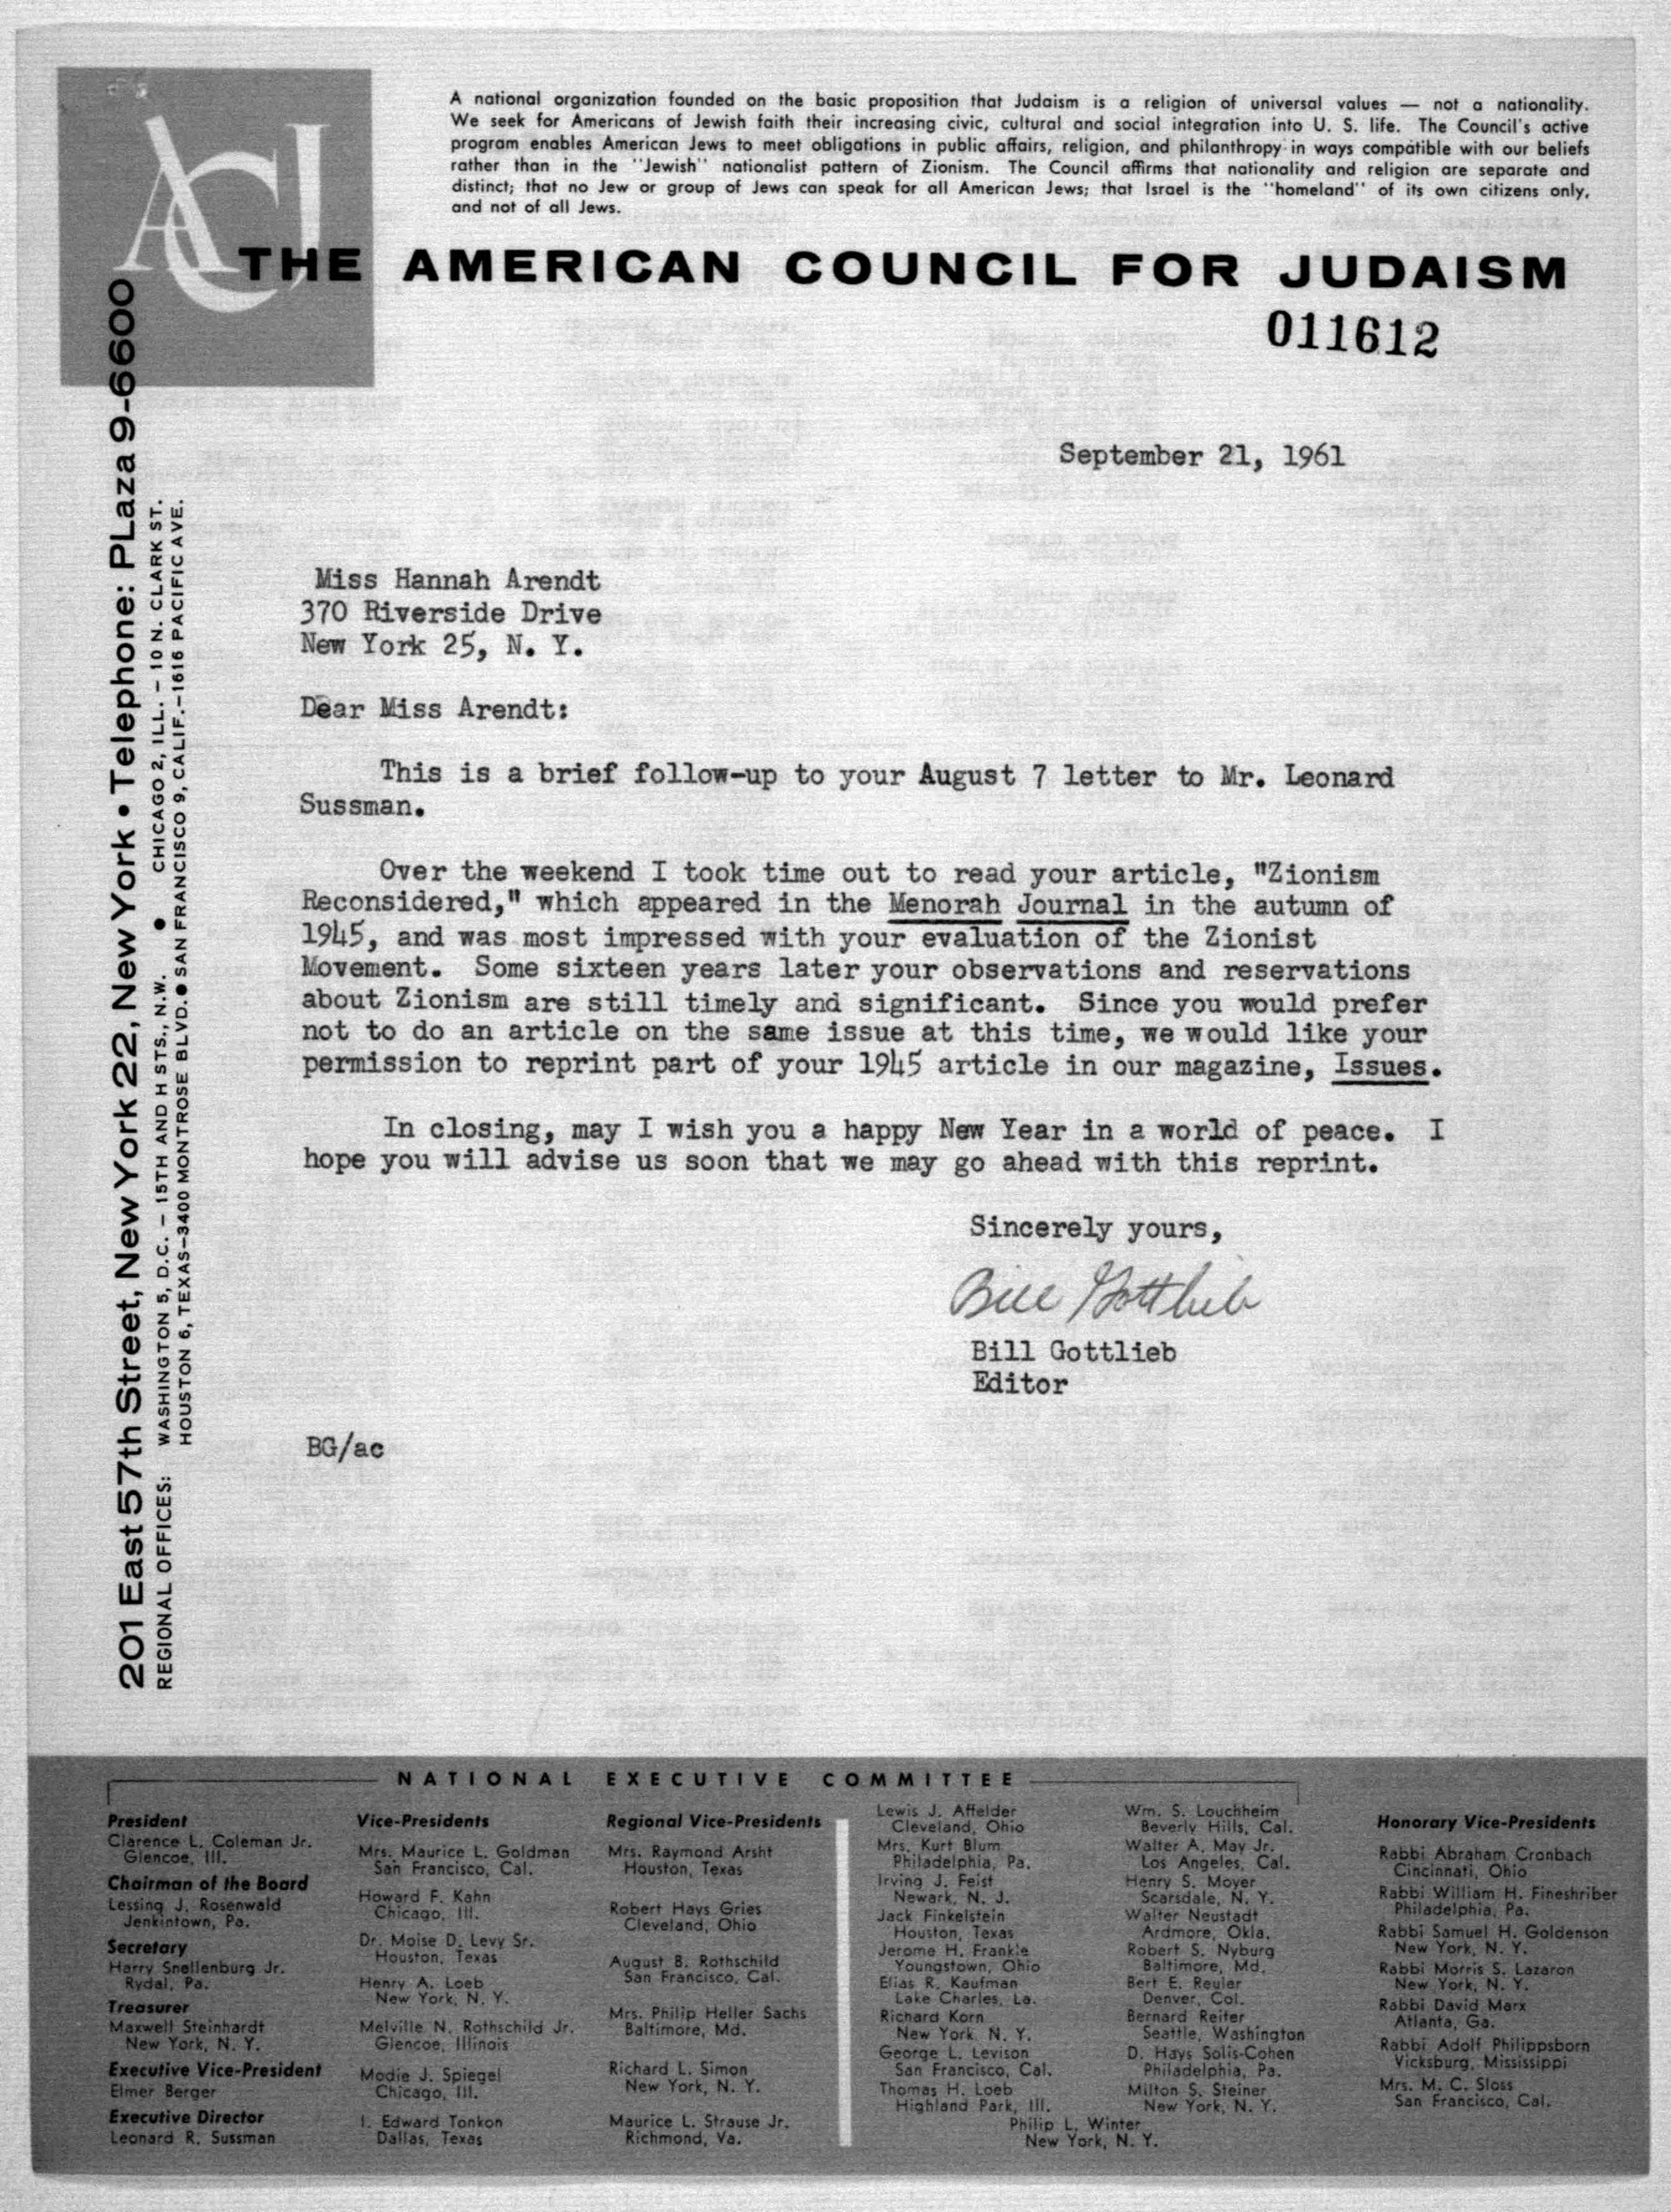 ACJ
A national organization founded on the basic proposition that Judaism is a religion of universal values — not a nationality.
We seek for Americans of Jewish faith their increasing civic, cultural and social integration into U. S. life. The Council's active
program enables American Jews to meet obligations in public affairs, religion, and philanthropy in ways compatible with our beliefs
rather than in the "Jewish" nationalist pattern of Zionism. The Council affirms that nationality and religion are separate and
distinct; that no Jew or group of Jews can speak for all American Jews; that Israel is the "homeland" of its own citizens only,
and not of all Jews.
THE AMERICAN COUNCIL FOR JUDAISM
011612
201 East 57th Street, New York 22, New York • Telephone: PLaza 9-6600
REGIONAL OFFICES: WASHINGTON 5, D.C. – 15TH AND H STS., N.W. • CHICAGO 2, ILL. – 10 N. CLARK ST.
HOUSTON 6, TEXAS–3400 MONTROSE BLVD. • SAN FRANCISCO 9, CALIF.–1616 PACIFIC AVE.
September 21, 1961
Miss Hannah Arendt
370 Riverside Drive
New York 25, N. Y.
Dear Miss Arendt:
This is a brief follow-up to your August 7 letter to Mr. Leonard
Sussman.
Over the weekend I took time out to read your article, "Zionism
Reconsidered," which appeared in the Menorah Journal in the autumn of
1945, and was most impressed with your evaluation of the Zionist
Movement. Some sixteen years later your observations and reservations
about Zionism are still timely and significant. Since you would prefer
not to do an article on the same issue at this time, we would like your
permission to reprint part of your 1945 article in our magazine, Issues.
In closing, may I wish you a happy New Year in a world of peace. I
hope you will advise us soon that we may go ahead with this reprint.
Sincerely yours,
Bill Gottlieb
Bill Gottlieb
Editor
BG/ac
NATIONAL EXECUTIVE COMMITTEE
President
Clarence L. Coleman Jr.
Glencoe, Ill.
Chairman of the Board
Lessing J. Rosenwald
Jenkintown, Pa.
Secretary
Harry Snellenburg Jr.
Rydal, Pa.
Treasurer
Maxwell Steinhardt
New York, N. Y.
Executive Vice-President
Elmer Berger
Executive Director
Leonard R. Sussman
Vice-Presidents
Mrs. Maurice L. Goldman
San Francisco, Cal.
Howard F. Kahn
Chicago, Ill.
Dr. Moise D. Levy Sr.
Houston, Texas
Henry A. Loeb
New York, N. Y.
Melville N. Rothschild Jr.
Glencoe, Illinois
Modie J. Spiegel
Chicago, Ill.
I. Edward Tonkon
Dallas, Texas
Regional Vice-Presidents
Mrs. Raymond Arsht
Houston, Texas
Robert Hays Gries
Cleveland, Ohio
August B. Rothschild
San Francisco, Cal.
Mrs. Philip Heller Sachs
Baltimore, Md.
Richard L. Simon
New York, N. Y.
Maurice L. Strause Jr.
Richmond, Va.
Lewis J. Affelder
Cleveland, Ohio
Mrs. Kurt Blum
Philadelphia, Pa.
Irving J. Feist
Newark, N. J.
Jack Finkelstein
Houston, Texas
Jerome H. Frankle
Youngstown, Ohio
Elias R. Kaufman
Lake Charles, La.
Richard Korn
New York, N. Y.
George L. Levison
San Francisco, Cal.
Thomas H. Loeb
Highland Park, Ill.
Wm. S. Louchheim
Beverly Hills, Cal.
Walter A. May Jr.
Los Angeles, Cal.
Henry S. Moyer
Scarsdale, N. Y.
Walter Neustadt
Ardmore, Okla.
Robert S. Nyburg
Baltimore, Md.
Bert E. Reuler
Denver, Col.
Bernard Reiter
Seattle, Washington
D. Hays Solis-Cohen
Philadelphia, Pa.
Milton S. Steiner
New York, N. Y.
Philip L. Winter
New York, N. Y.
Honorary Vice-Presidents
Rabbi Abraham Cronbach
Cincinnati, Ohio
Rabbi William H. Fineshriber
Philadelphia, Pa.
Rabbi Samuel H. Goldenson
New York, N. Y.
Rabbi Morris S. Lazaron
New York, N. Y.
Rabbi David Marx
Atlanta, Ga.
Rabbi Adolf Philippsborn
Vicksburg, Mississippi
Mrs. M. C. Sloss
San Francisco, Cal.